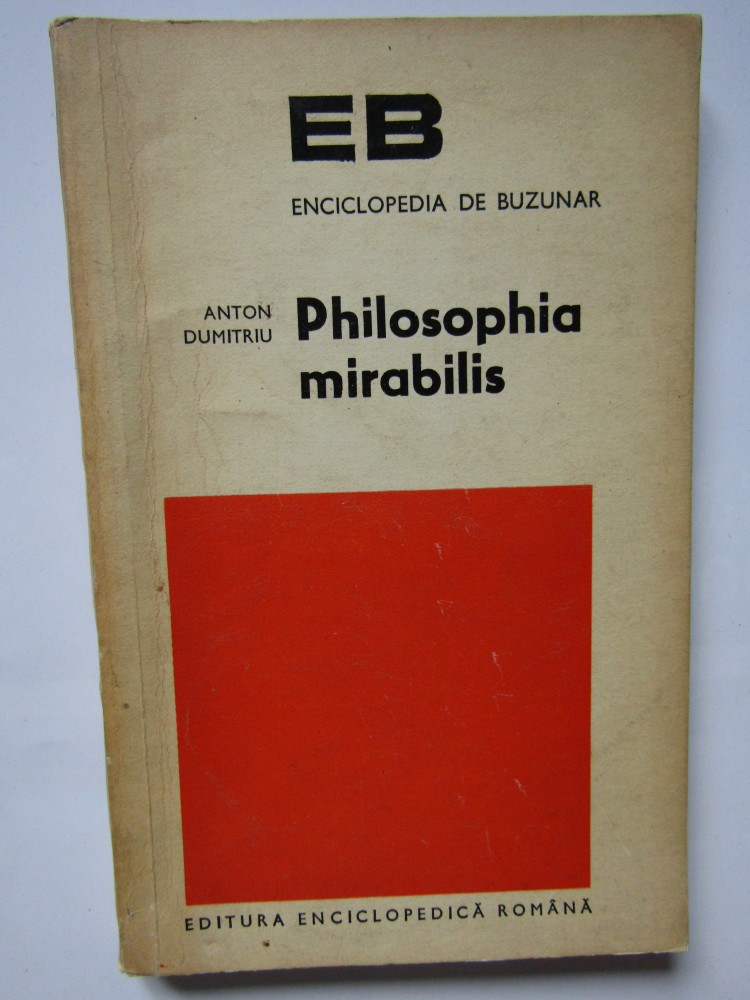 EB
ENCICLOPEDIA DE BUZUNAR
ANTON
DUMITRIU
Philosophia
mirabilis
EDITURA ENCICLOPEDICĂ ROMÂNĂ